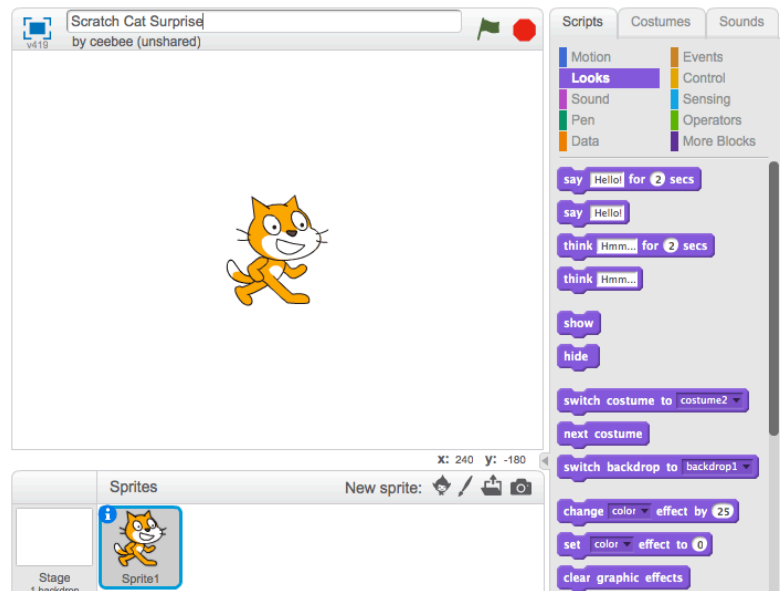 Scratch Cat Surprise
by ceebee (unshared)
v419
Scripts Costumes Sounds
Motion Events
Looks Control
Sound Sensing
Pen Operators
Data More Blocks
say Hello! for 2 secs
say Hello!
think Hmm... for 2 secs
think Hmm...
show
hide
switch costume to costume2
next costume
switch backdrop to backdrop1
change color effect by 25
set color effect to 0
clear graphic effects
x: 240 y: -180
Sprites New sprite:
Stage
1 backdrop
Sprite1